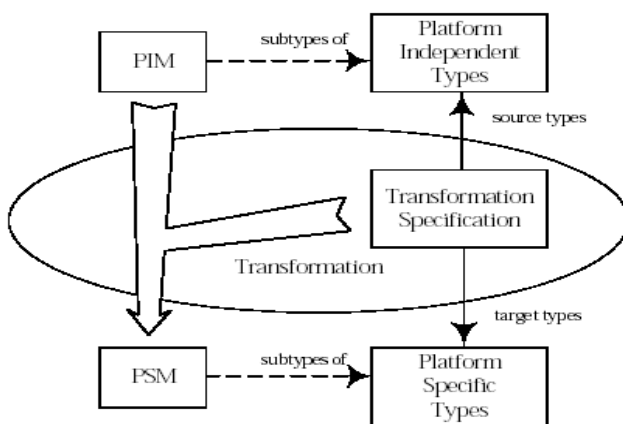 PIM
subtypes of
Platform
Independent
Types
source types
Transformation
Specification
Transformation
target types
PSM
subtypes of
Platform
Specific
Types